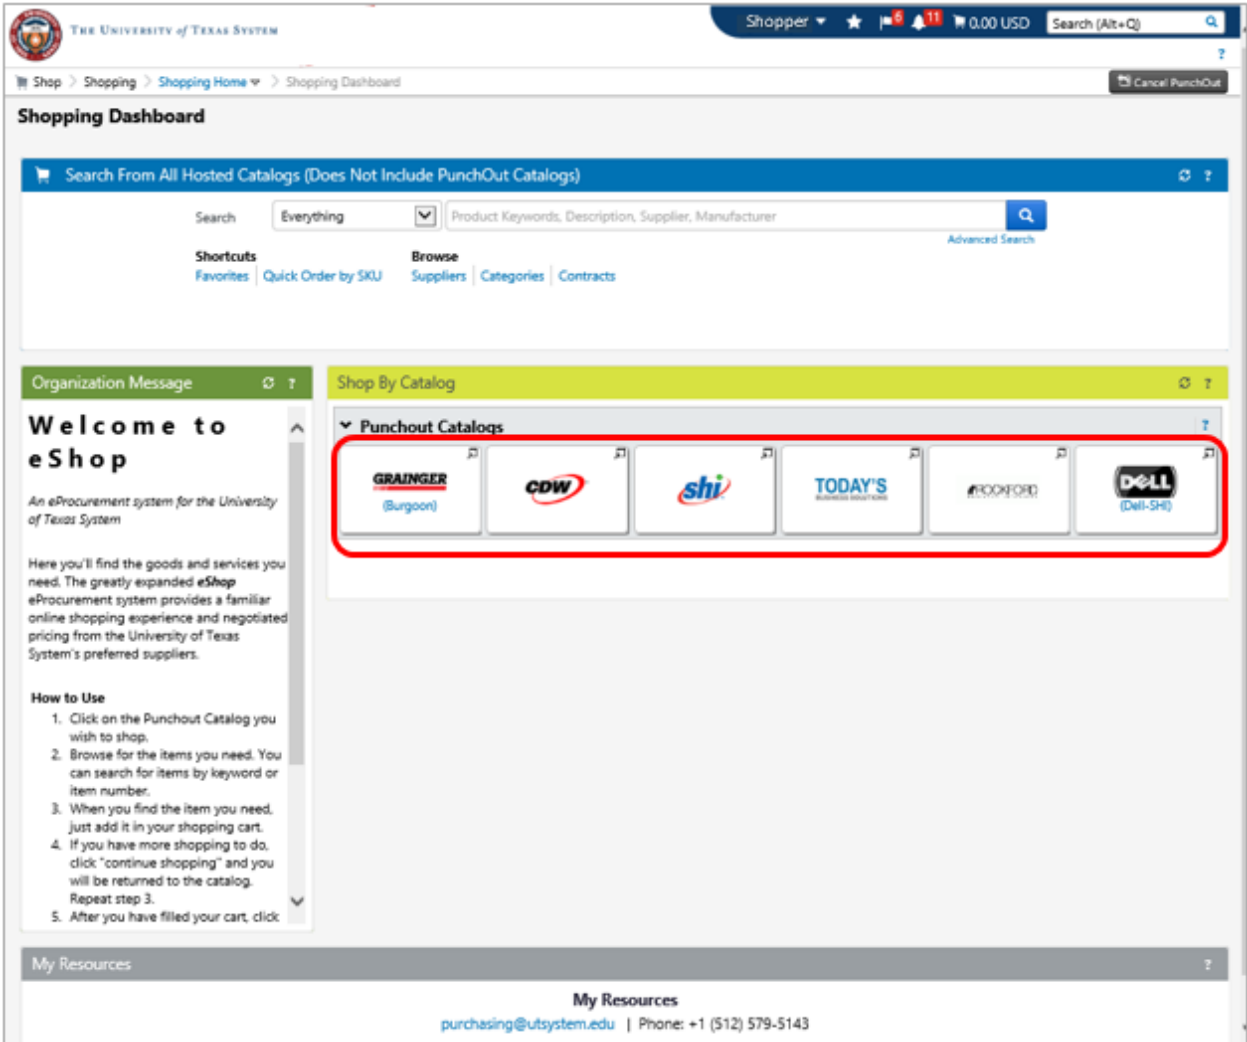 THE UNIVERSITY of TEXAS SYSTEM
Shopper 6 11 0.00 USD Search (Alt+Q)
?
Shop > Shopping > Shopping Home > Shopping Dashboard
Cancel PunchOut
Shopping Dashboard
Search From All Hosted Catalogs (Does Not Include PunchOut Catalogs) ?
Search Everything Product Keywords, Description, Supplier, Manufacturer
Advanced Search
Shortcuts Browse
Favorites | Quick Order by SKU Suppliers | Categories | Contracts
Organization Message ?
Welcome to
eShop
An eProcurement system for the University
of Texas System
Here you'll find the goods and services you
need. The greatly expanded eShop
eProcurement system provides a familiar
online shopping experience and negotiated
pricing from the University of Texas
System's preferred suppliers.
How to Use
1. Click on the Punchout Catalog you
wish to shop.
2. Browse for the items you need. You
can search for items by keyword or
item number.
3. When you find the item you need,
just add it in your shopping cart.
4. If you have more shopping to do,
click "continue shopping" and you
will be returned to the catalog.
Repeat step 3.
5. After you have filled your cart, click
Shop By Catalog ?
Punchout Catalogs ?
GRAINGER
(Burgoon)
CDW
shi
TODAY'S
BUSINESS SOLUTIONS
ROCKFORD
DELL
(Dell-SHI)
My Resources ?
My Resources
purchasing@utsystem.edu | Phone: +1 (512) 579-5143